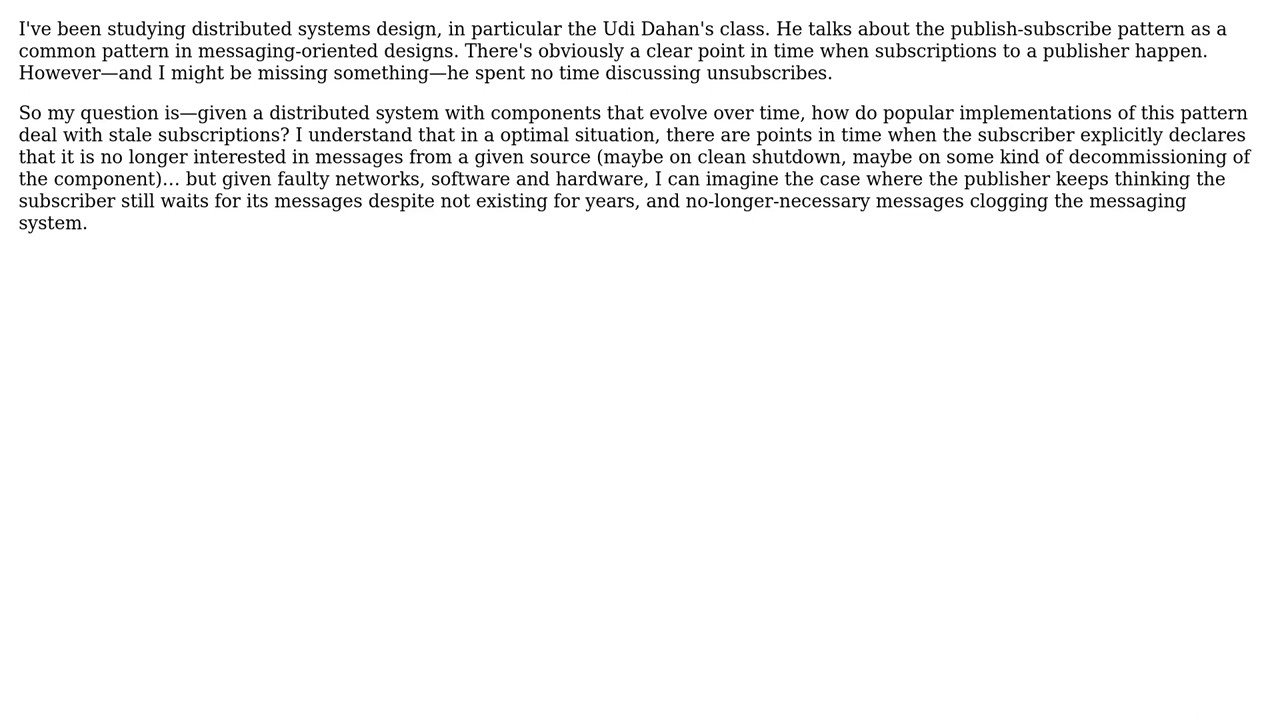 I've been studying distributed systems design, in particular the Udi Dahan's class. He talks about the publish-subscribe pattern as a
common pattern in messaging-oriented designs. There's obviously a clear point in time when subscriptions to a publisher happen.
However—and I might be missing something—he spent no time discussing unsubscribes.
So my question is—given a distributed system with components that evolve over time, how do popular implementations of this pattern
deal with stale subscriptions? I understand that in a optimal situation, there are points in time when the subscriber explicitly declares
that it is no longer interested in messages from a given source (maybe on clean shutdown, maybe on some kind of decommissioning of
the component)... but given faulty networks, software and hardware, I can imagine the case where the publisher keeps thinking the
subscriber still waits for its messages despite not existing for years, and no-longer-necessary messages clogging the messaging
system.